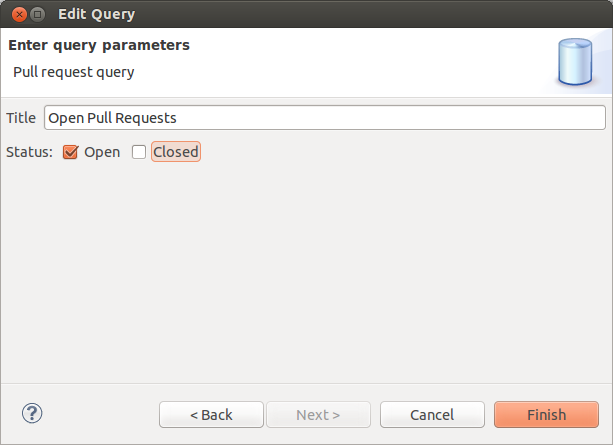 Edit Query
Enter query parameters
Pull request query
Title Open Pull Requests
Status: Open Closed
? < Back Next > Cancel Finish